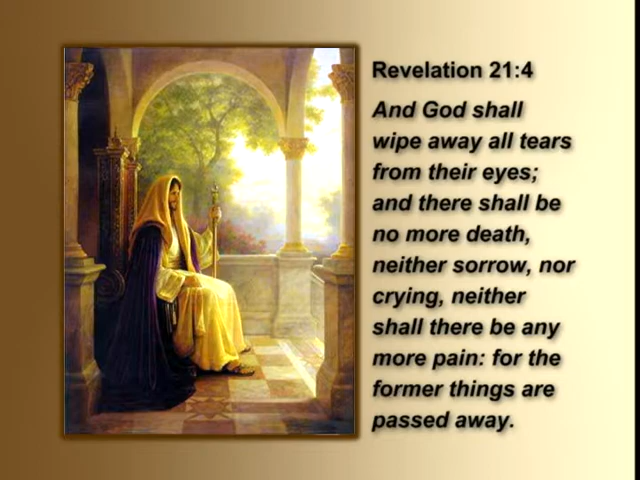 Revelation 21:4
And God shall
wipe away all tears
from their eyes;
and there shall be
no more death,
neither sorrow, nor
crying, neither
shall there be any
more pain: for the
former things are
passed away.